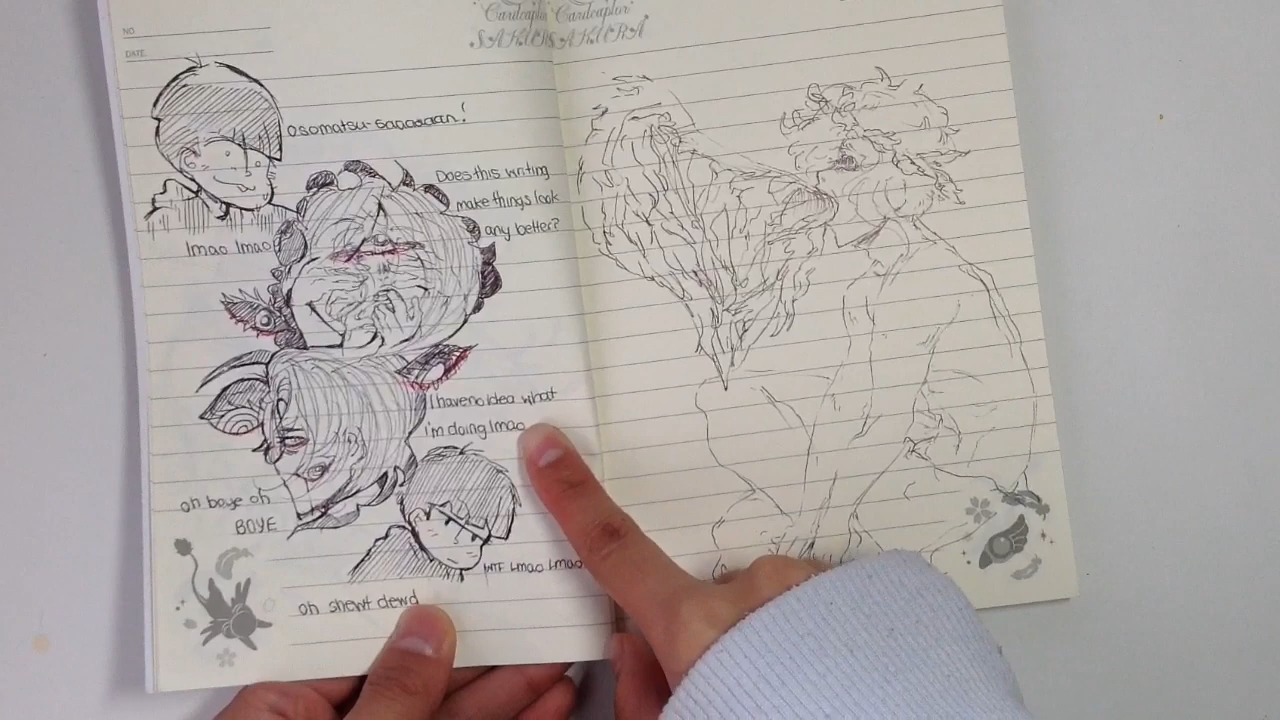 Cardcaptor Cardcaptor
SAKURA SAKURA
NO.
DATE
osomatsu-saaaaaan!
Does this writing
make things look
any better?
lmao lmao
I have no idea what
i'm doing lmao
oh boye oh
BOYE
WTF Lmao Lmao
oh shewt dewd